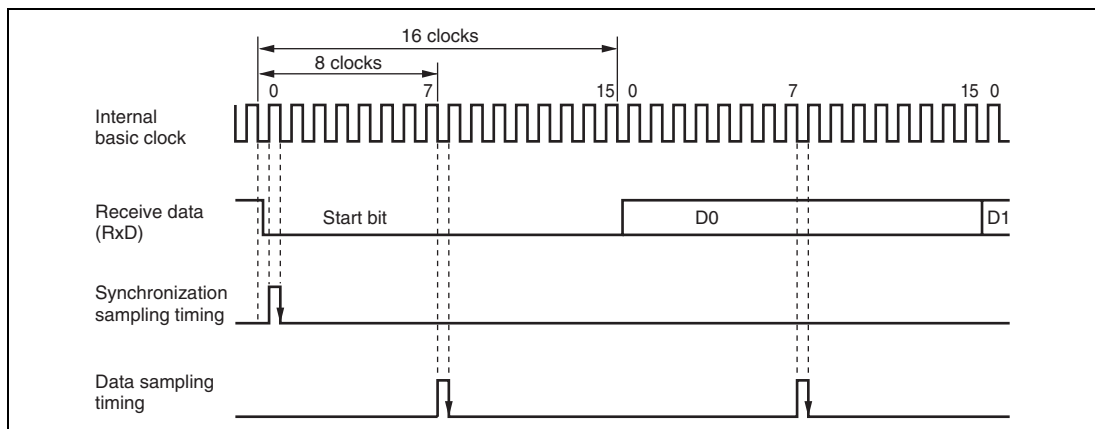 16 clocks
8 clocks
0 7 15 0 7 15 0
Internal
basic clock
Receive data
(RxD)
Start bit D0 D1
Synchronization
sampling timing
Data sampling
timing